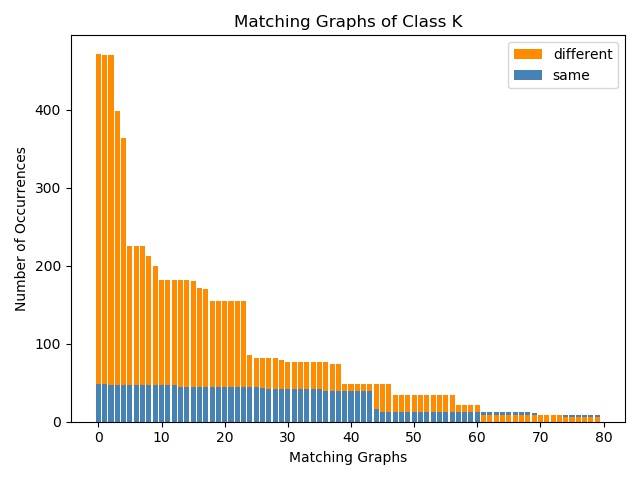 Matching Graphs of Class K
different
same
Number of Occurrences
400
300
200
100
0
0 10 20 30 40 50 60 70 80
Matching Graphs